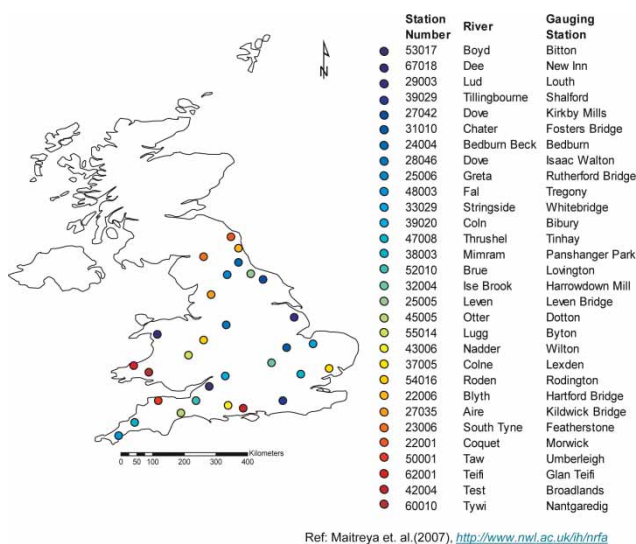 Station Number River Gauging Station
53017 Boyd Bitton
67018 Dee New Inn
29003 Lud Louth
39029 Tillingbourne Shalford
27042 Dove Kirkby Mills
31010 Chater Fosters Bridge
24004 Bedburn Beck Bedburn
28046 Dove Isaac Walton
25006 Greta Rutherford Bridge
48003 Fal Tregony
33029 Stringside Whitebridge
39020 Coln Bibury
47008 Thrushel Tinhay
38003 Mimram Panshanger Park
52010 Brue Lovington
32004 Ise Brook Harrowdown Mill
25005 Leven Leven Bridge
45005 Otter Dotton
55014 Lugg Byton
43006 Nadder Wilton
37005 Colne Lexden
54016 Roden Rodington
22006 Blyth Hartford Bridge
27035 Aire Kildwick Bridge
23006 South Tyne Featherstone
22001 Coquet Morwick
50001 Taw Umberleigh
62001 Teifi Glan Teifi
42004 Test Broadlands
60010 Tywi Nantgaredig
N
Kilometers
0 50 100 200 300 400
Ref: Maitreya et. al.(2007), http://www.nwl.ac.uk/ih/nrfa